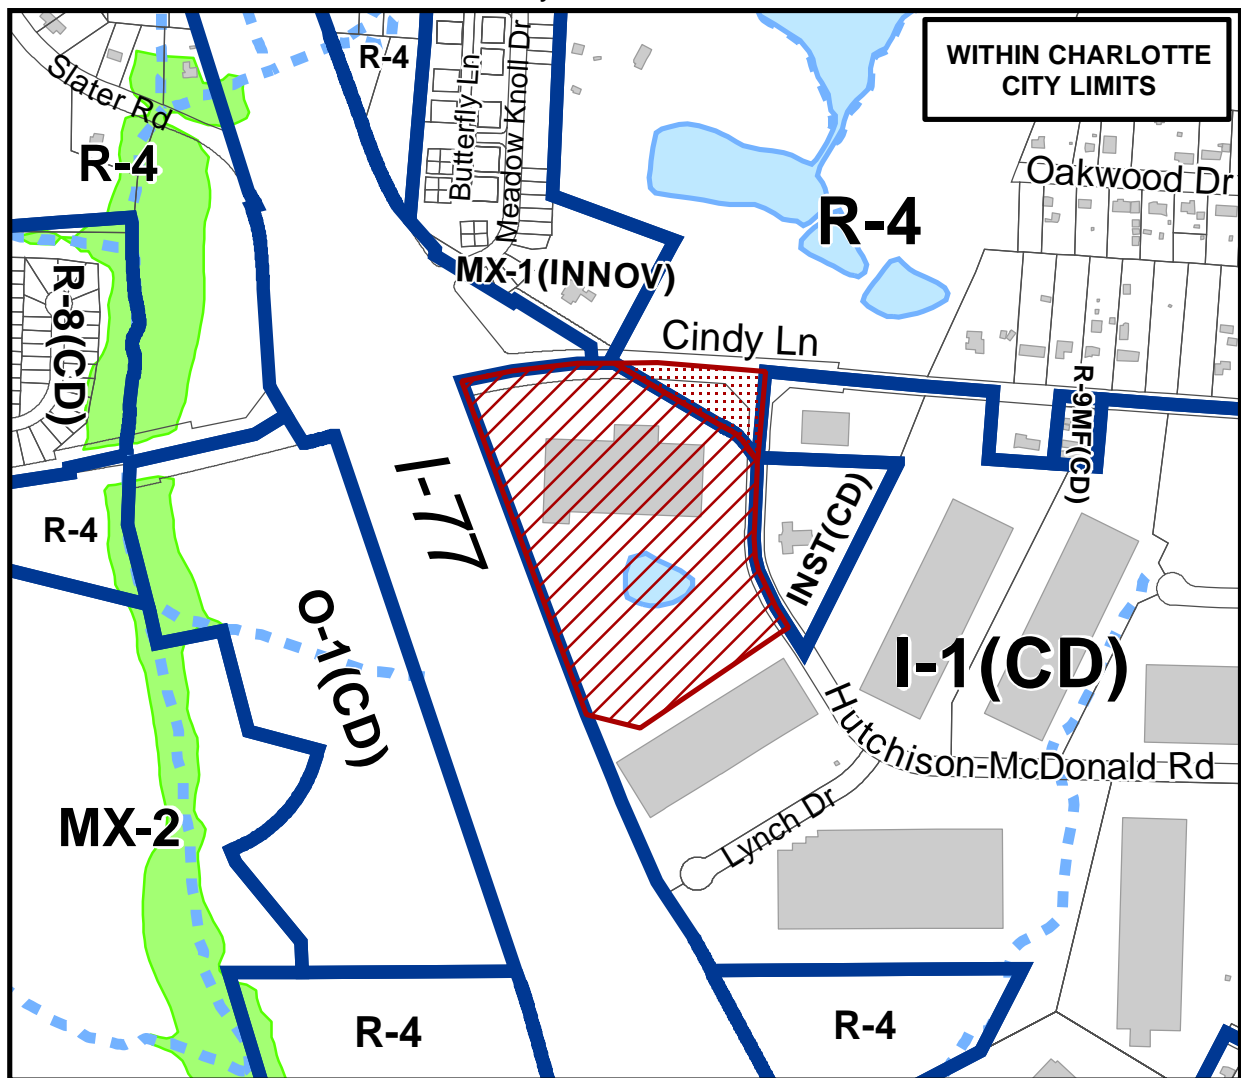 WITHIN CHARLOTTE
CITY LIMITS
R-4
Slater Rd
Butterfly Ln
Meadow Knoll Dr
R-4
Oakwood Dr
R-4
R-8(CD)
MX-1(INNOV)
Cindy Ln
R-9MF(CD)
I-77
R-4
INST(CD)
O-1(CD)
I-1(CD)
Hutchison-McDonald Rd
MX-2
Lynch Dr
R-4
R-4